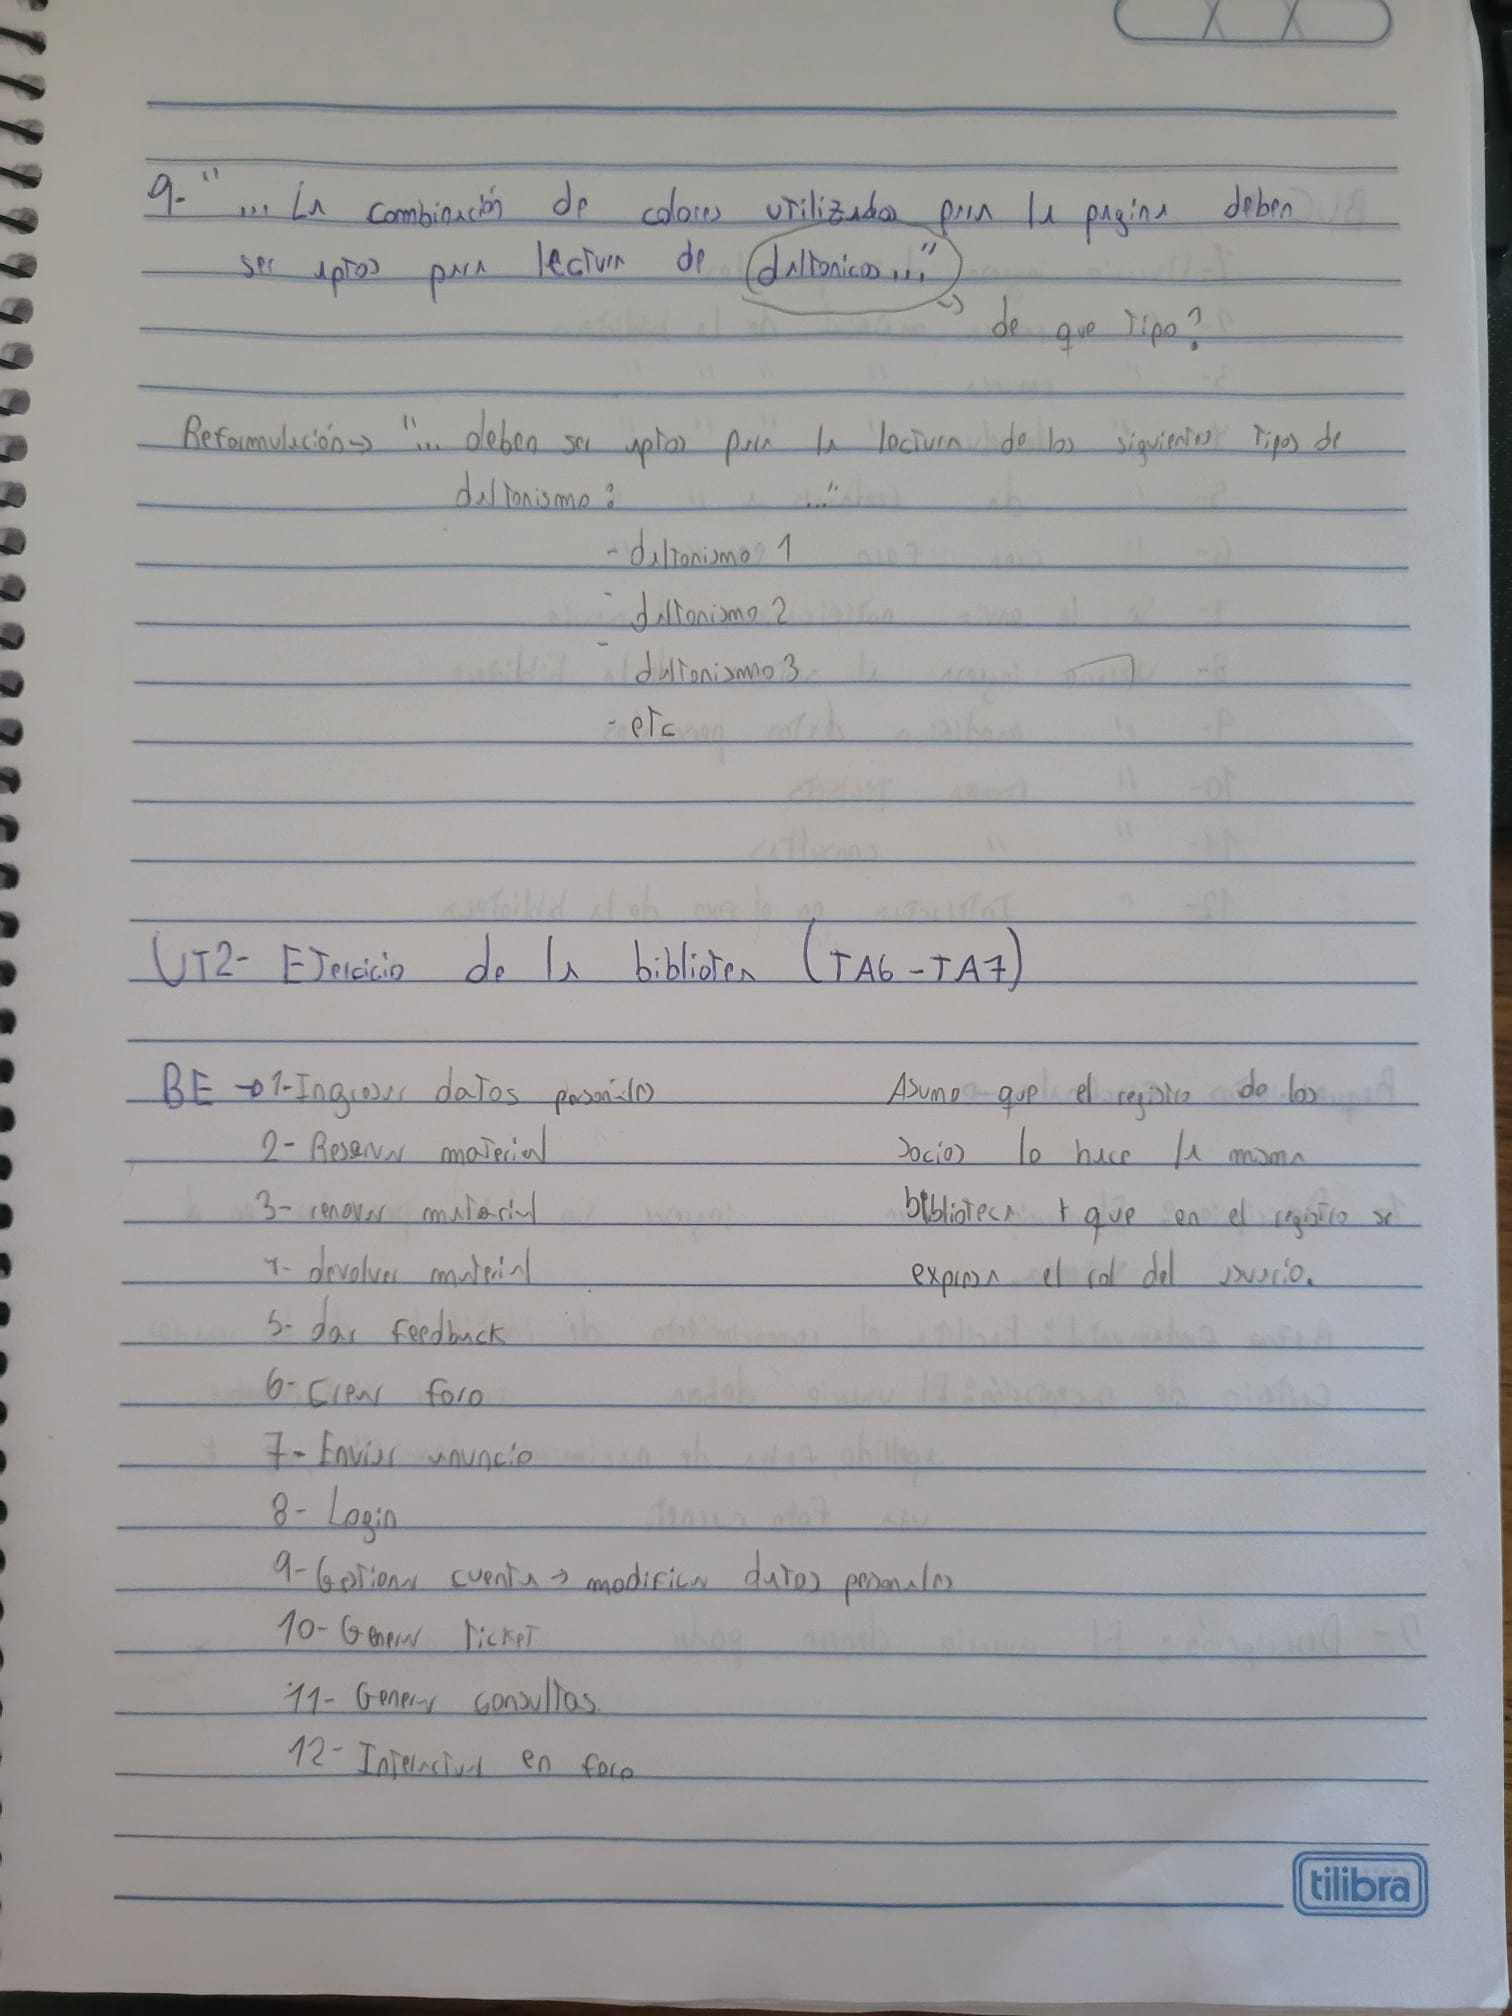 9- "... La combinación de colores utilizados para la pagina deben
ser aptos para lectura de daltonicos..."
de que tipo?
Reformulación→ "... deben ser aptos para la lectura de los siguientes tipos de
daltonismo: ..."
- daltonismo 1
- daltonismo 2
- daltonismo 3
- etc
UT2- Ejercicio de la biblioteca (TA6-TA7)
BE → 1- Ingresar datos personales
2- Reservar material
3- renovar material
4- devolver material
5- dar feedback
6- Crear foro
7- Enviar anuncio
8- Login
9- Gestionar cuenta → modificar datos personales
10- Generar ticket
11- Generar consultas
12- Interactuar en foro
Asumo que el registro de los
socios lo hace la misma
biblioteca + que en el registro se
expresa el rol del usuario.
tilibra